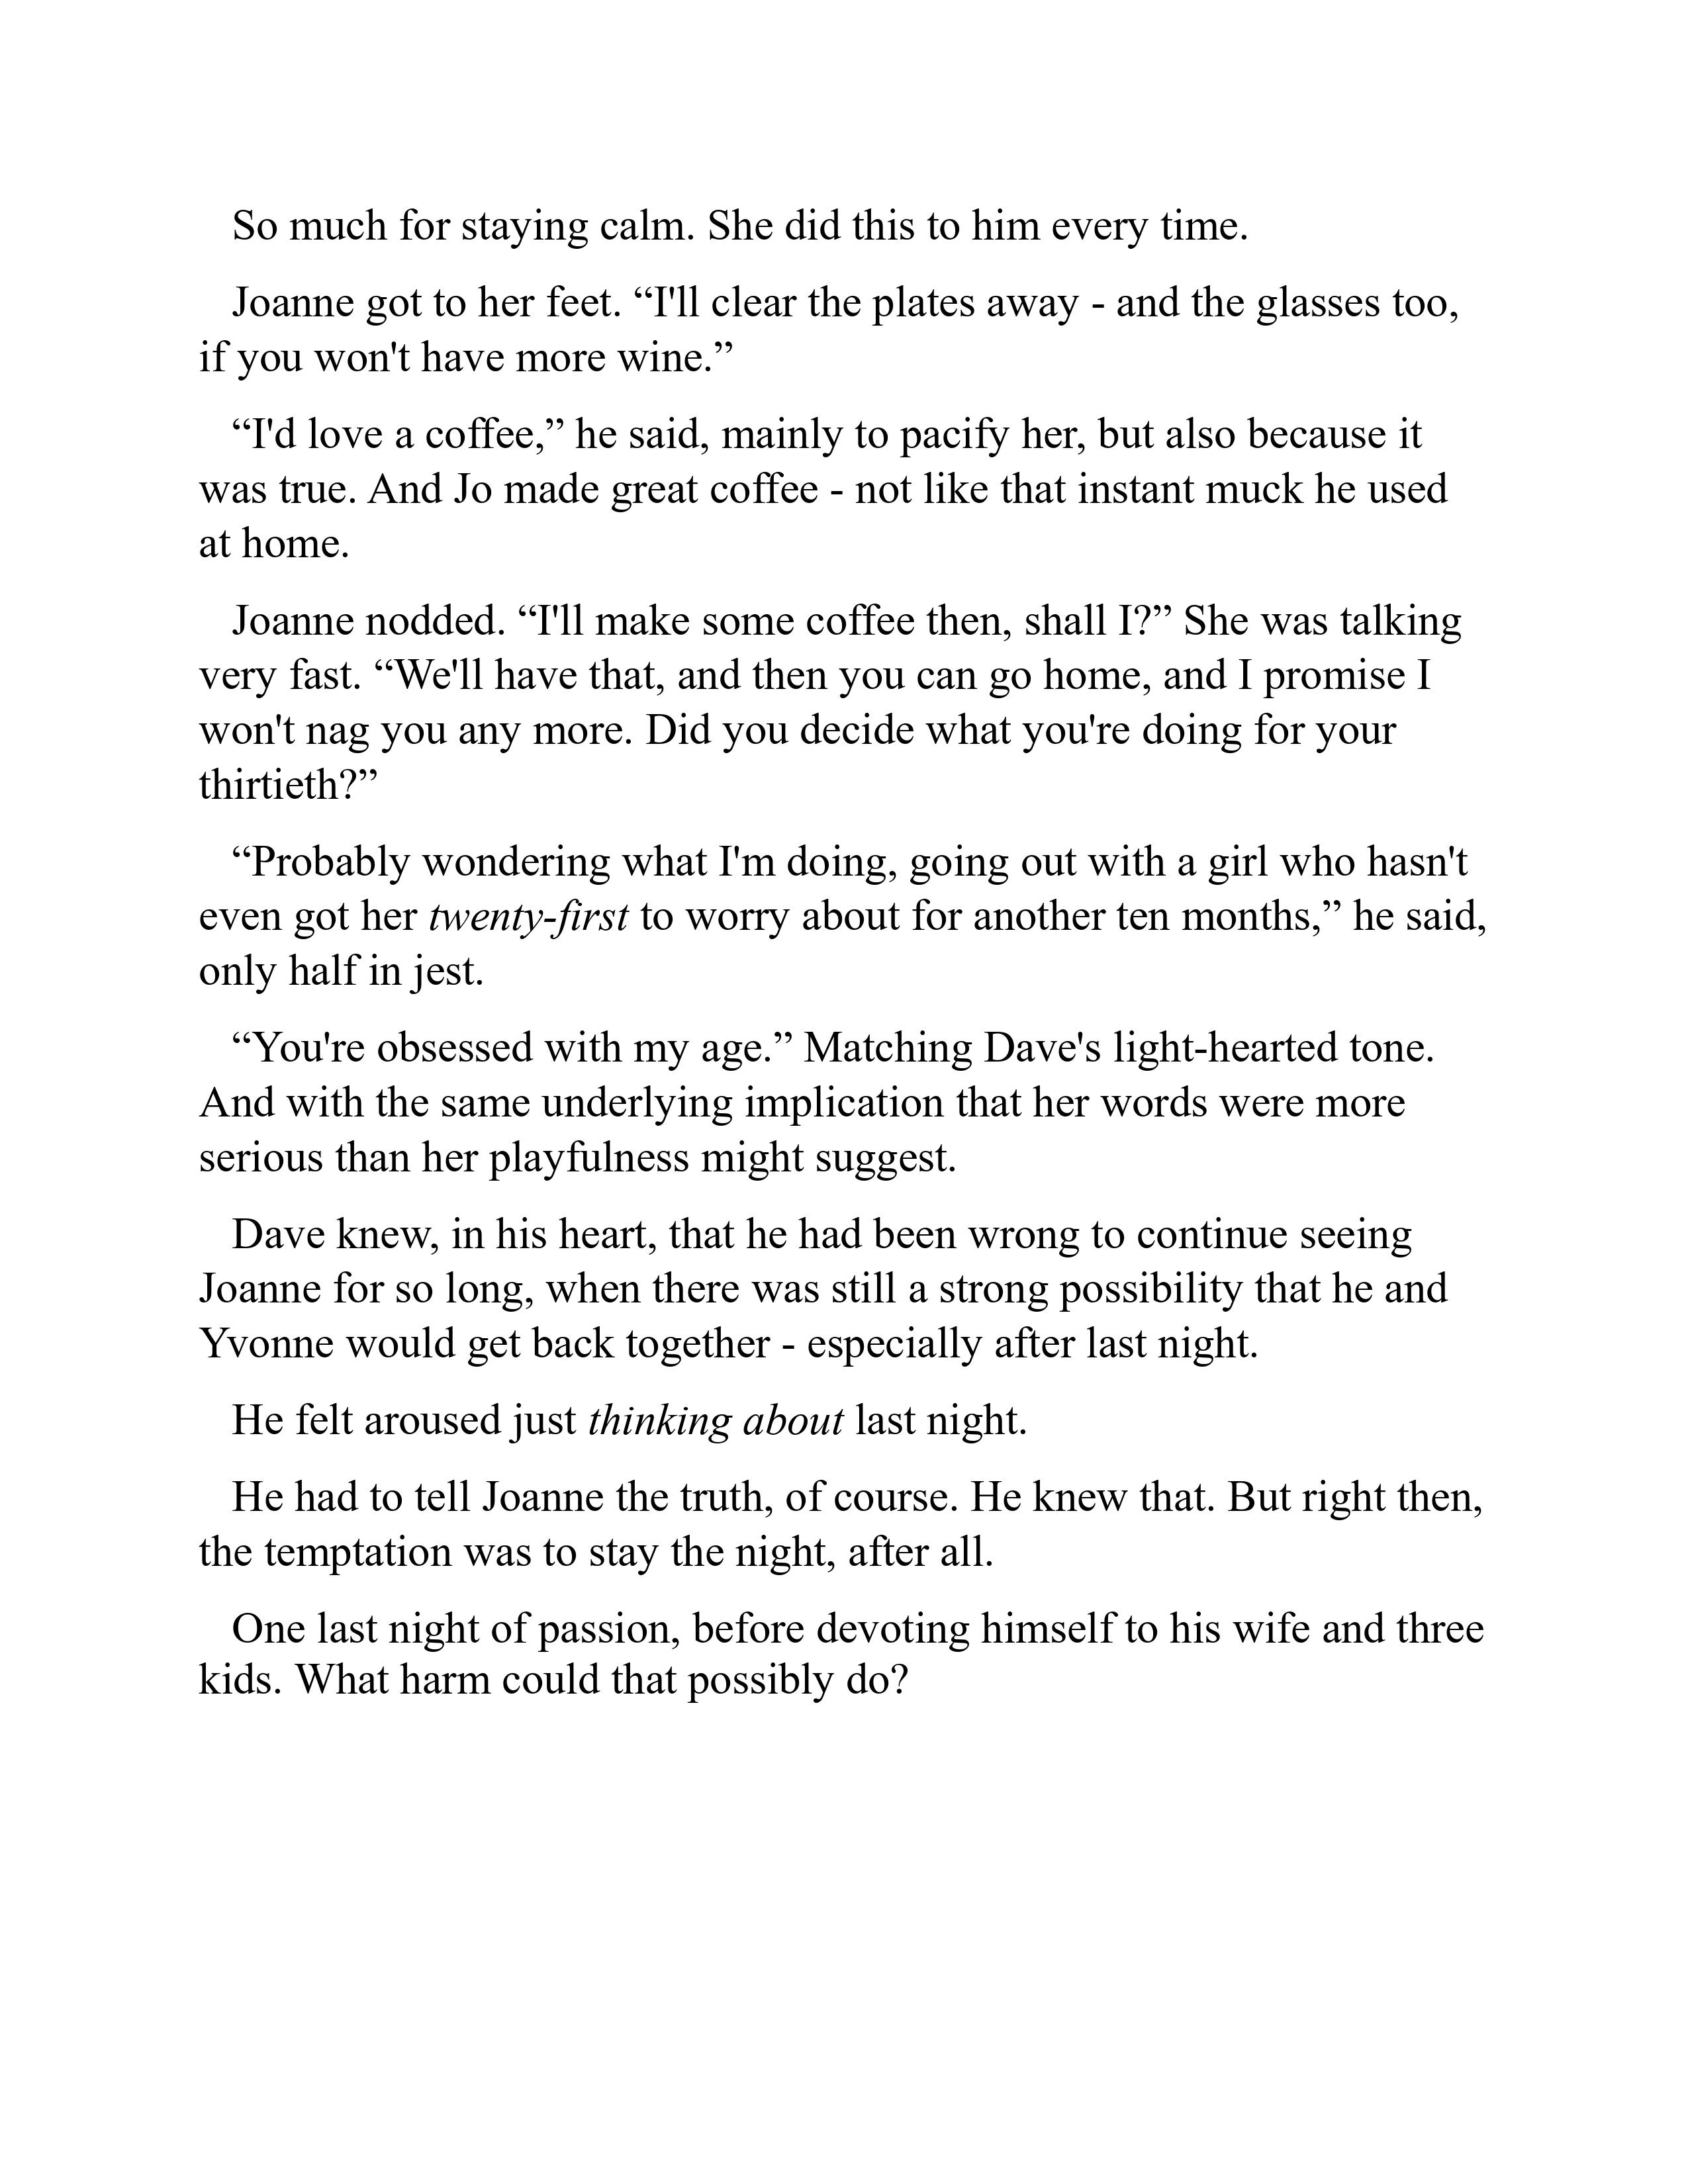 So much for staying calm. She did this to him every time.
Joanne got to her feet. “I'll clear the plates away - and the glasses too,
if you won't have more wine.”
“I'd love a coffee,” he said, mainly to pacify her, but also because it
was true. And Jo made great coffee - not like that instant muck he used
at home.
Joanne nodded. “I'll make some coffee then, shall I?” She was talking
very fast. “We'll have that, and then you can go home, and I promise I
won't nag you any more. Did you decide what you're doing for your
thirtieth?”
“Probably wondering what I'm doing, going out with a girl who hasn't
even got her twenty-first to worry about for another ten months,” he said,
only half in jest.
“You're obsessed with my age.” Matching Dave's light-hearted tone.
And with the same underlying implication that her words were more
serious than her playfulness might suggest.
Dave knew, in his heart, that he had been wrong to continue seeing
Joanne for so long, when there was still a strong possibility that he and
Yvonne would get back together - especially after last night.
He felt aroused just thinking about last night.
He had to tell Joanne the truth, of course. He knew that. But right then,
the temptation was to stay the night, after all.
One last night of passion, before devoting himself to his wife and three
kids. What harm could that possibly do?